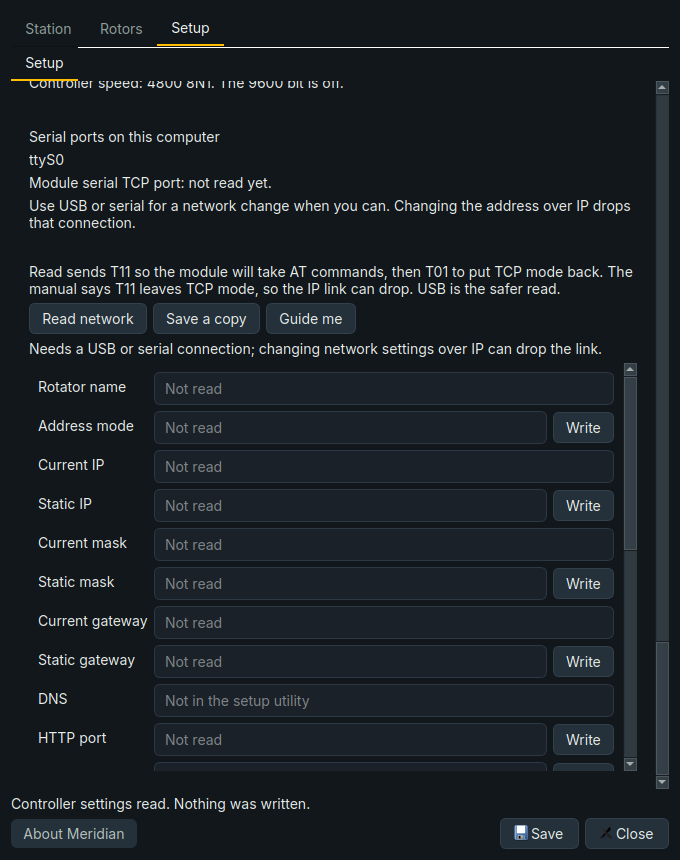 Station Rotors Setup
Setup
Controller speed: 4800 8N1. The 9600 bit is off.
Serial ports on this computer
ttyS0
Module serial TCP port: not read yet.
Use USB or serial for a network change when you can. Changing the address over IP drops
that connection.
Read sends T11 so the module will take AT commands, then T01 to put TCP mode back. The
manual says T11 leaves TCP mode, so the IP link can drop. USB is the safer read.
Read network Save a copy Guide me
Needs a USB or serial connection; changing network settings over IP can drop the link.
Rotator name Not read
Address mode Not read Write
Current IP Not read
Static IP Not read Write
Current mask Not read
Static mask Not read Write
Current gateway Not read
Static gateway Not read Write
DNS Not in the setup utility
HTTP port Not read Write
Controller settings read. Nothing was written.
About Meridian Save Close